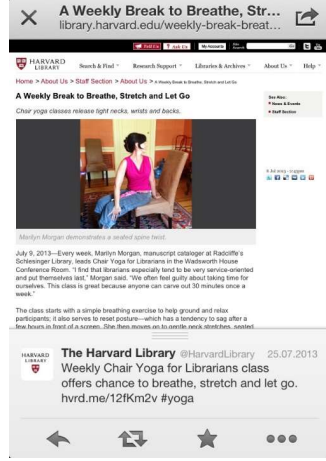 A Weekly Break to Breathe, Str...
library.harvard.edu/weekly-break-breat...
Ask Us
My Accounts
HARVARD
LIBRARY
Search & Find
Research Support
Libraries & Archives
About Us
Help
Home > About Us > Staff Section > About Us > A Weekly Break to Breathe, Stretch and Let Go
A Weekly Break to Breathe, Stretch and Let Go
Chair yoga classes release tight necks, wrists and backs.
See Also:
News & Events
Staff Section
Marilyn Morgan demonstrates a seated spine twist.
July 9, 2013—Every week, Marilyn Morgan, manuscript cataloger at Radcliffe's
Schlesinger Library, leads Chair Yoga for Librarians in the Wadsworth House
Conference Room. "I find that librarians especially tend to be very service-oriented
and put themselves last," Morgan said. "We often feel guilty about taking time for
ourselves. This class is great because anyone can carve out 30 minutes once a
week."
The class starts with a simple breathing exercise to help ground and relax
participants; it also serves to reset posture—which has a tendency to sag after a
few hours in front of a screen. She then moves on to gentle neck stretches, seated
HARVARD
LIBRARY
The Harvard Library @HarvardLibrary 25.07.2013
Weekly Chair Yoga for Librarians class
offers chance to breathe, stretch and let go.
hvrd.me/12fKm2v #yoga